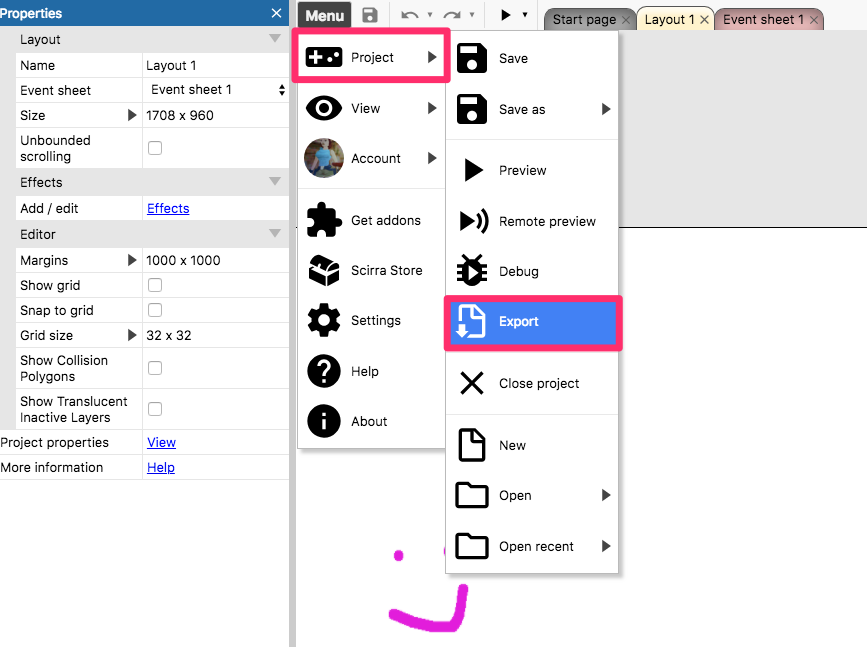 Properties
Layout
Name Layout 1
Event sheet Event sheet 1
Size 1708 x 960
Unbounded
scrolling
Effects
Add / edit Effects
Editor
Margins 1000 x 1000
Show grid
Snap to grid
Grid size 32 x 32
Show Collision
Polygons
Show Translucent
Inactive Layers
Project properties View
More information Help
Menu
Start page Layout 1 Event sheet 1
Project
View
Account
Get addons
Scirra Store
Settings
Help
About
Save
Save as
Preview
Remote preview
Debug
Export
Close project
New
Open
Open recent